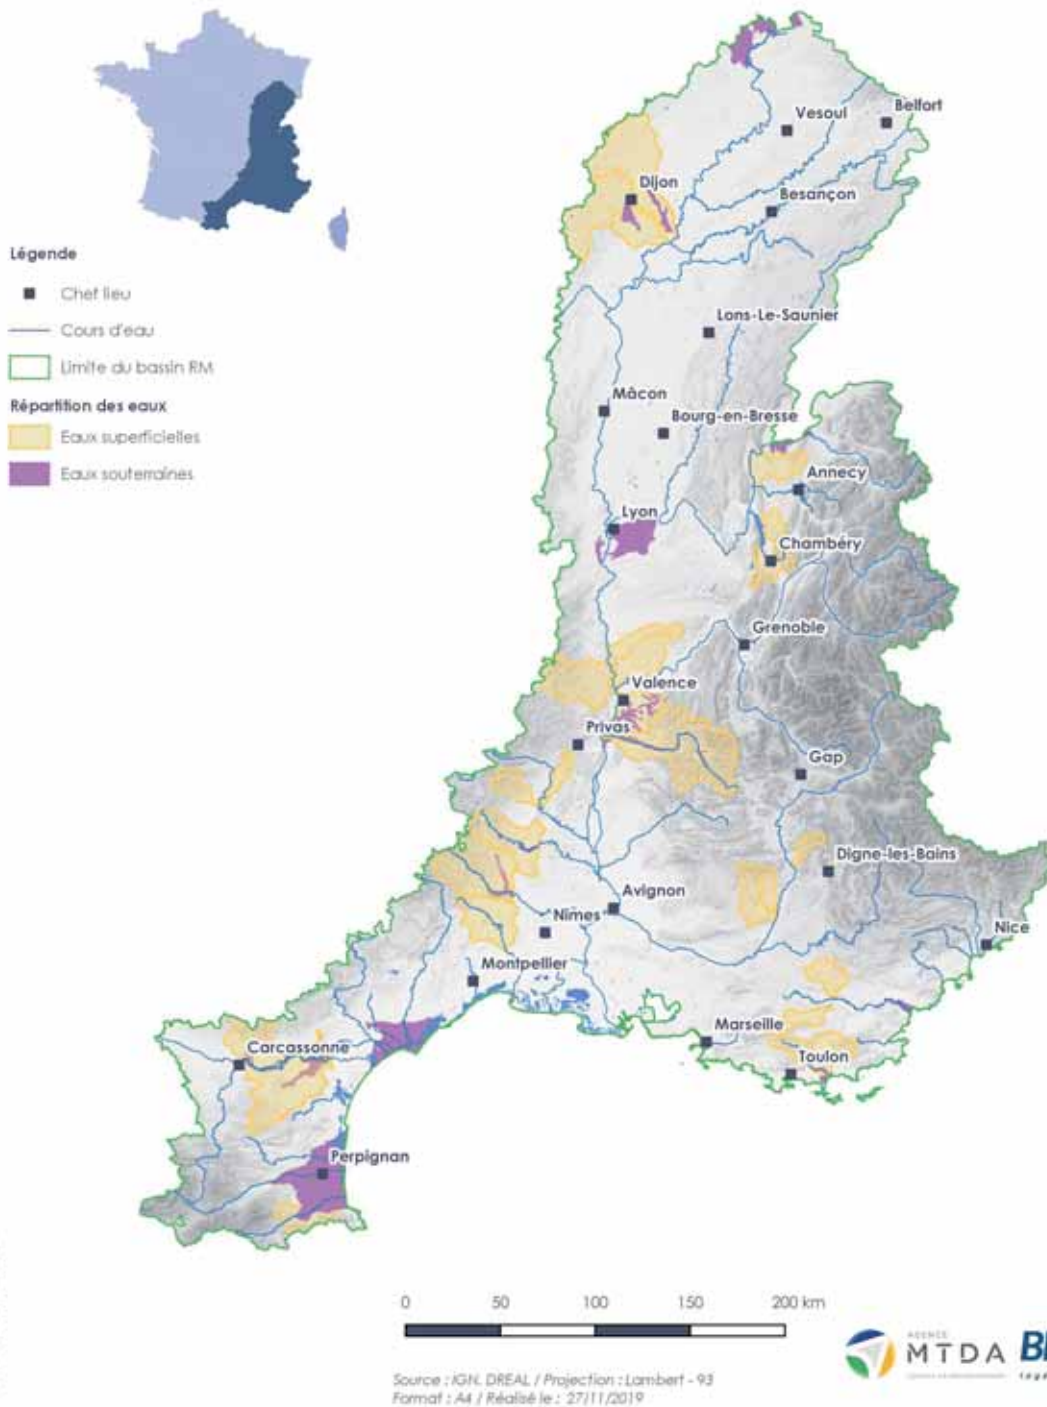 Légende
Chef lieu
Cours d'eau
Limite du bassin RM
Répartition des eaux
Eaux superficielles
Eaux souterraines
Vesoul
Belfort
Dijon
Besançon
Lons-Le-Saunier
Mâcon
Bourg-en-Bresse
Annecy
Lyon
Chambéry
Grenoble
Valence
Privas
Gap
Digne-les-Bains
Avignon
Nîmes
Nice
Montpellier
Marseille
Carcassonne
Toulon
Perpignan
0 50 100 150 200 km
Source : IGN, DREAL / Projection : Lambert - 93
Format : A4 / Réalisé le : 27/11/2019
AGENCE
MTDA